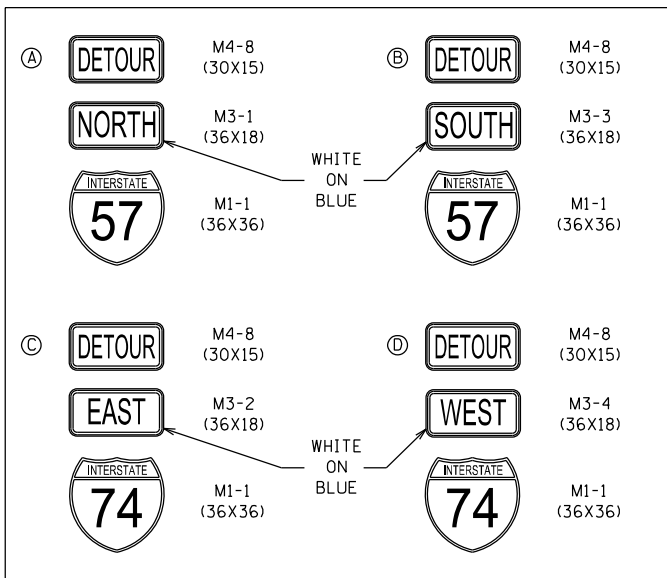 A
DETOUR
M4-8
(30X15)
NORTH
M3-1
(36X18)
INTERSTATE
57
M1-1
(36X36)
B
DETOUR
M4-8
(30X15)
SOUTH
M3-3
(36X18)
INTERSTATE
57
M1-1
(36X36)
WHITE
ON
BLUE
C
DETOUR
M4-8
(30X15)
EAST
M3-2
(36X18)
INTERSTATE
74
M1-1
(36X36)
D
DETOUR
M4-8
(30X15)
WEST
M3-4
(36X18)
INTERSTATE
74
M1-1
(36X36)
WHITE
ON
BLUE